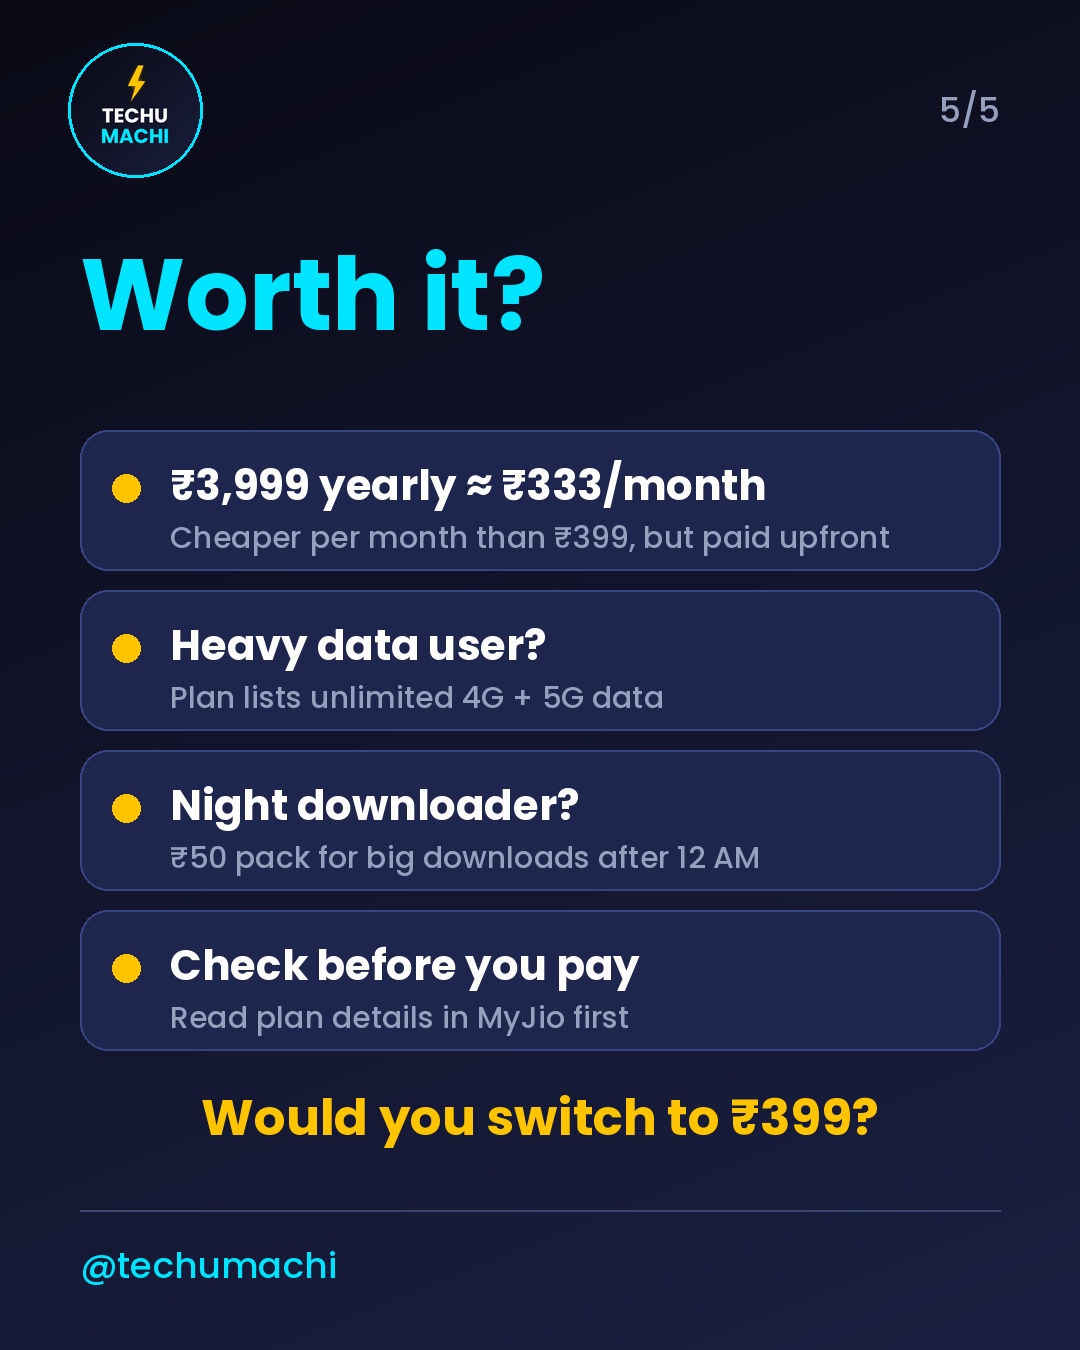 TECHU
MACHI
5/5
Worth it?
₹3,999 yearly ≈ ₹333/month
Cheaper per month than ₹399, but paid upfront
Heavy data user?
Plan lists unlimited 4G + 5G data
Night downloader?
₹50 pack for big downloads after 12 AM
Check before you pay
Read plan details in MyJio first
Would you switch to ₹399?
@techumachi